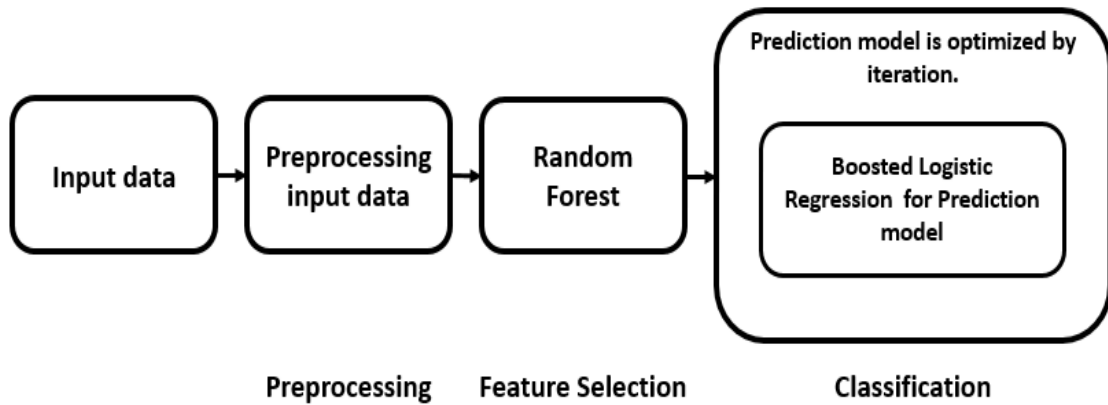 Input data
Preprocessing
input data
Random
Forest
Prediction model is optimized by
iteration.
Boosted Logistic
Regression for Prediction
model
Preprocessing
Feature Selection
Classification